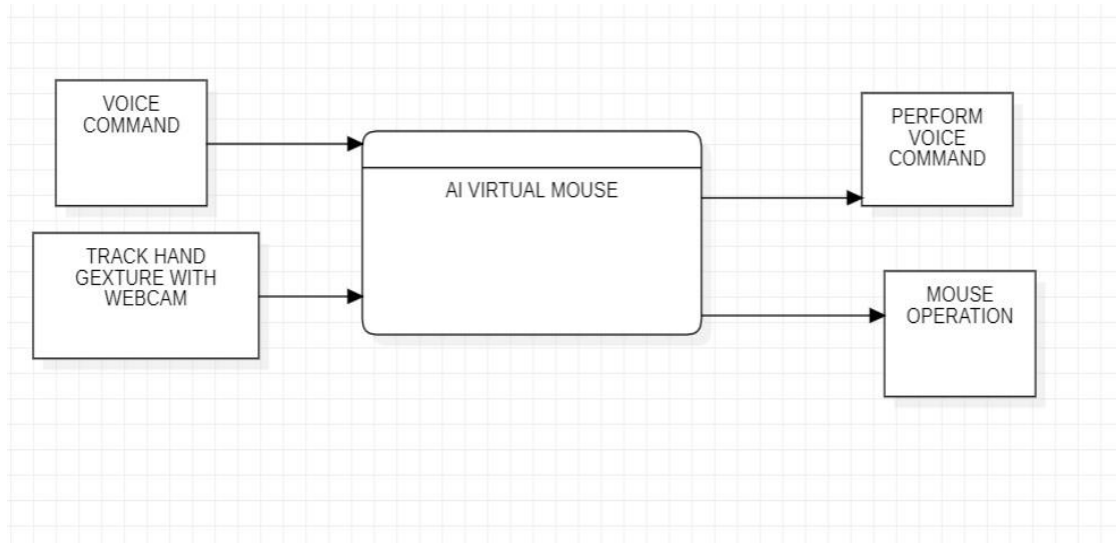 VOICE
COMMAND
TRACK HAND
GEXTURE WITH
WEBCAM
AI VIRTUAL MOUSE
PERFORM
VOICE
COMMAND
MOUSE
OPERATION